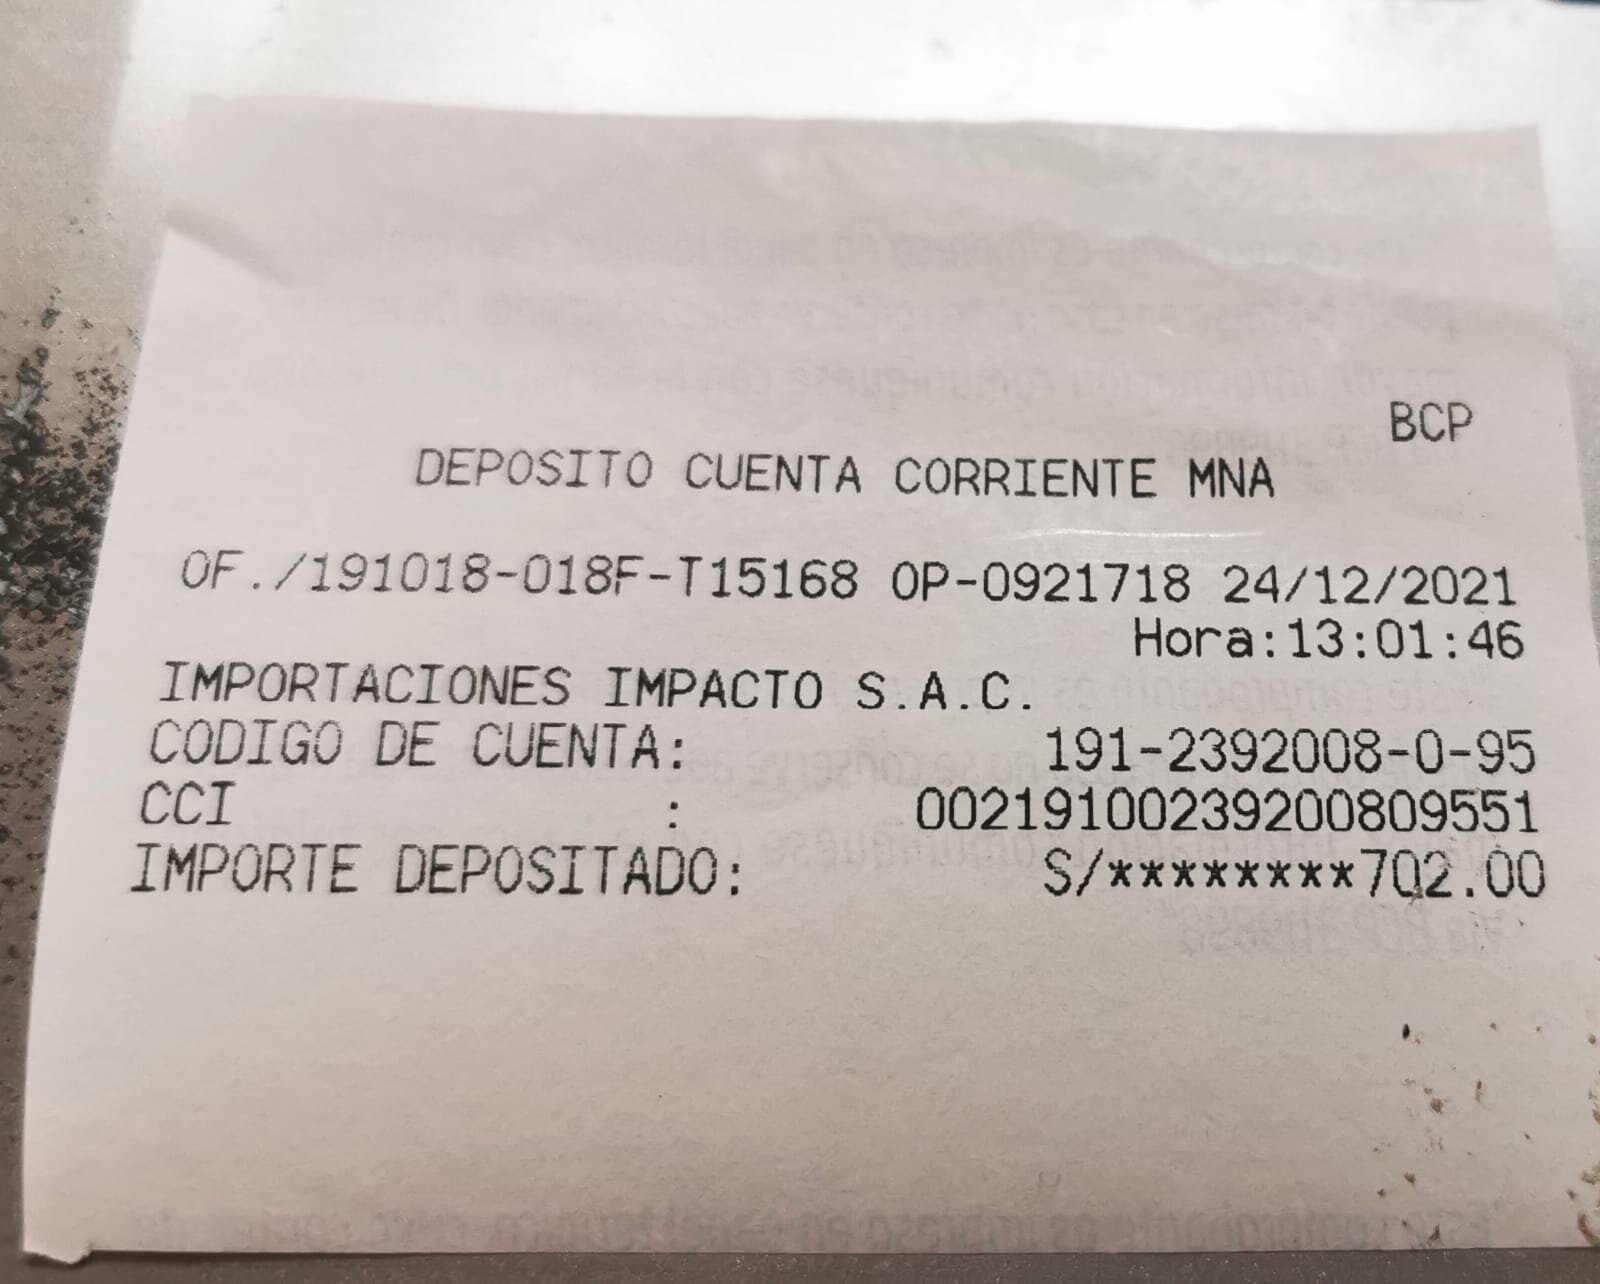 BCP
DEPOSITO CUENTA CORRIENTE MNA
OF./191018-018F-T15168 OP-0921718 24/12/2021
Hora:13:01:46
IMPORTACIONES IMPACTO S.A.C.
CODIGO DE CUENTA: 191-2392008-0-95
CCI : 00219100239200809551
IMPORTE DEPOSITADO: S/********702.00